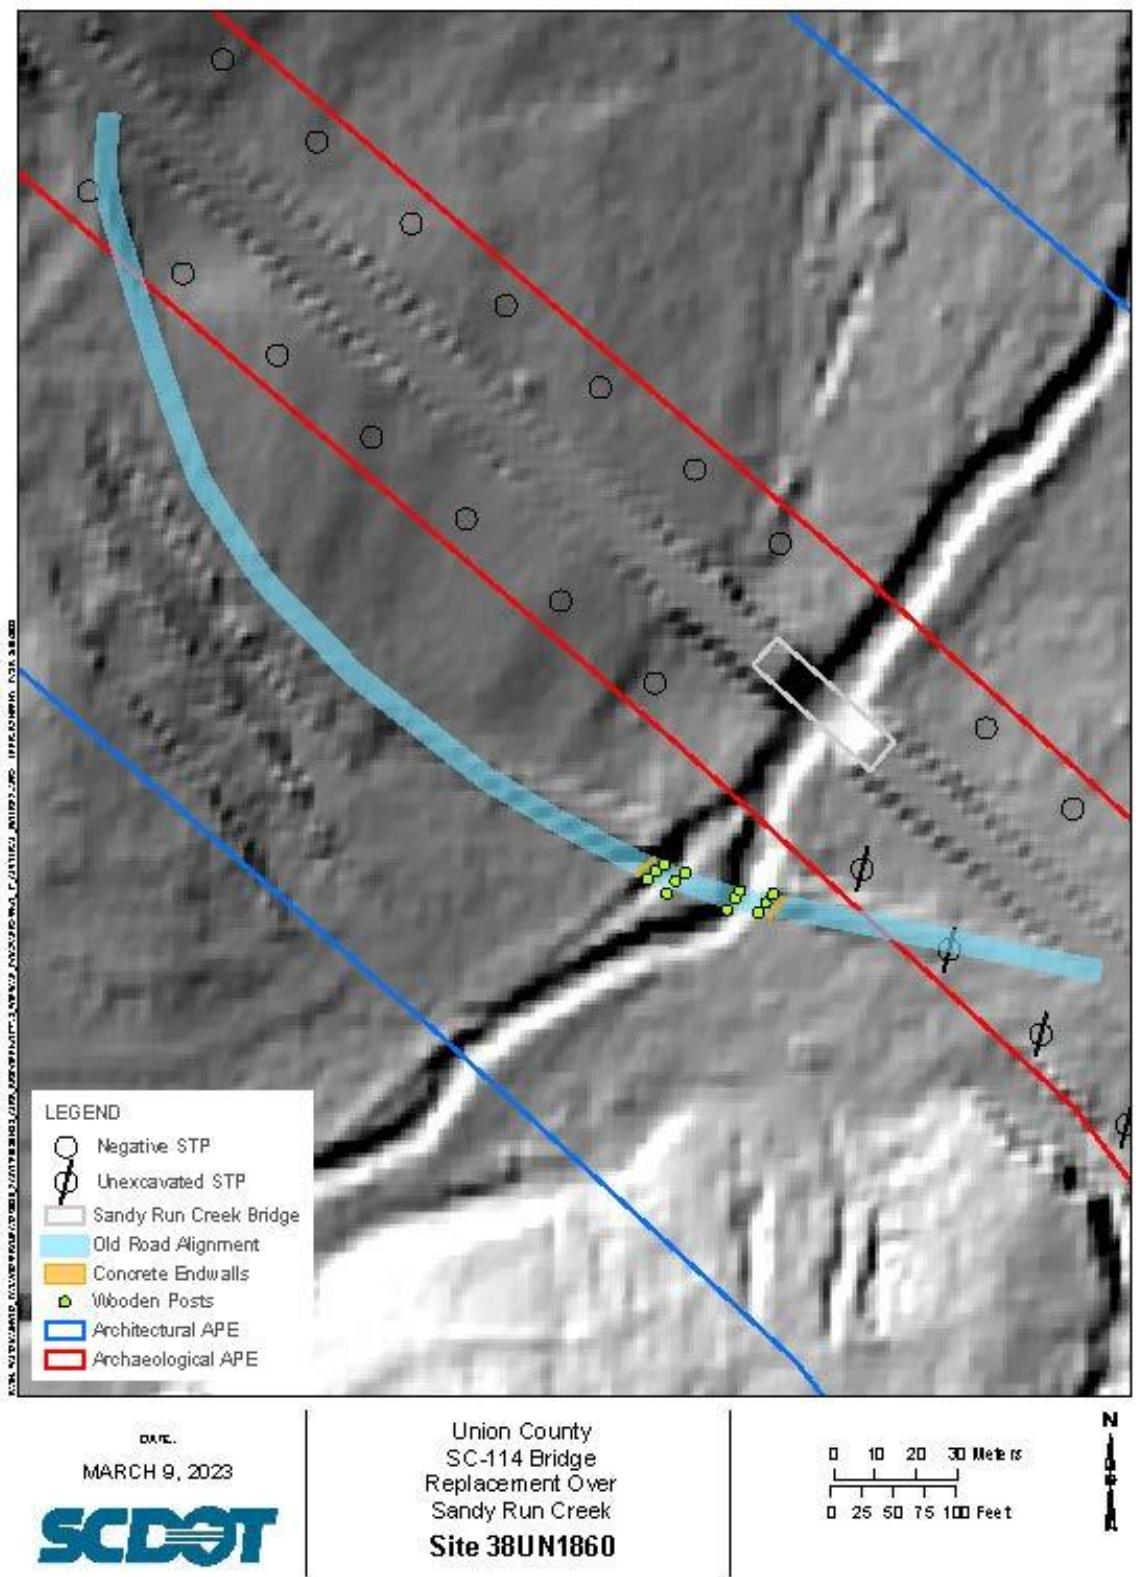 LEGEND
Negative STP
Unexcavated STP
Sandy Run Creek Bridge
Old Road Alignment
Concrete Endwalls
Wooden Posts
Architectural APE
Archaeological APE
DATE:
MARCH 9, 2023
SCDOT
Union County
SC-114 Bridge
Replacement Over
Sandy Run Creek
Site 38UN1860
0 10 20 30 Meters
0 25 50 75 100 Feet
N